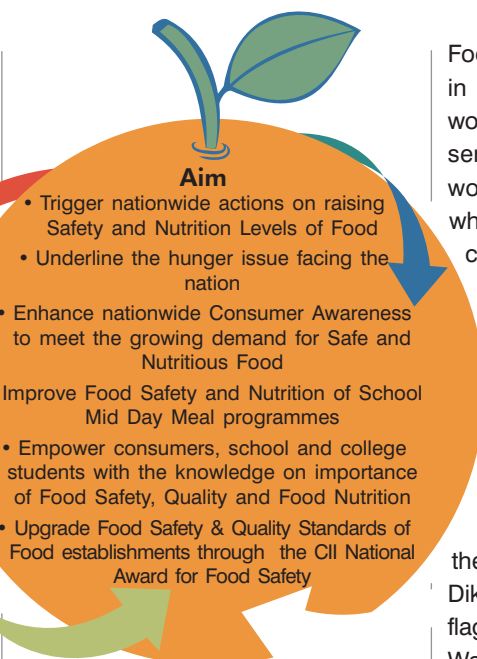 Aim
• Trigger nationwide actions on raising
Safety and Nutrition Levels of Food
• Underline the hunger issue facing the
nation
• Enhance nationwide Consumer Awareness
to meet the growing demand for Safe and
Nutritious Food
Improve Food Safety and Nutrition of School
Mid Day Meal programmes
• Empower consumers, school and college
students with the knowledge on importance
of Food Safety, Quality and Food Nutrition
• Upgrade Food Safety & Quality Standards of
Food establishments through the CII National
Award for Food Safety
in
the